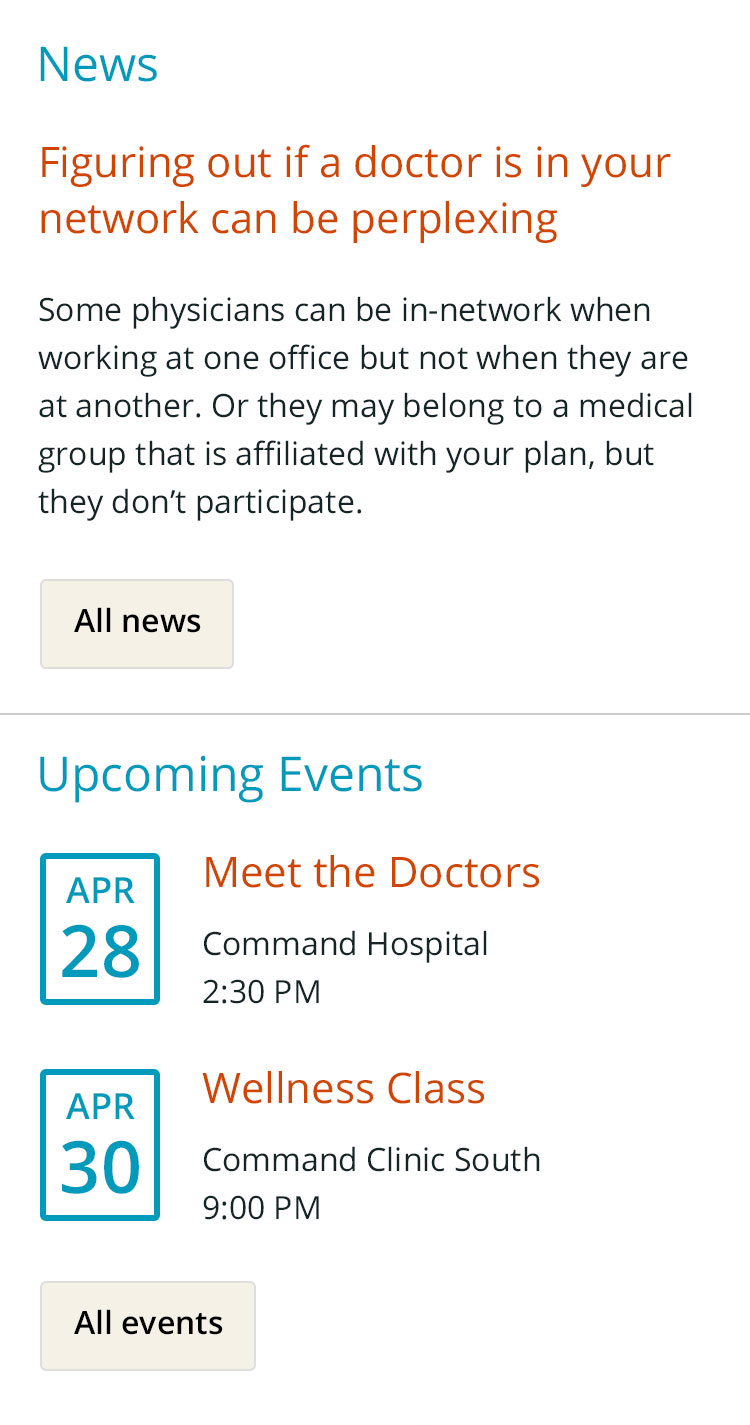 News
Figuring out if a doctor is in your
network can be perplexing
Some physicians can be in-network when
working at one office but not when they are
at another. Or they may belong to a medical
group that is affiliated with your plan, but
they don’t participate.
All news
Upcoming Events
APR
28
Meet the Doctors
Command Hospital
2:30 PM
APR
30
Wellness Class
Command Clinic South
9:00 PM
All events